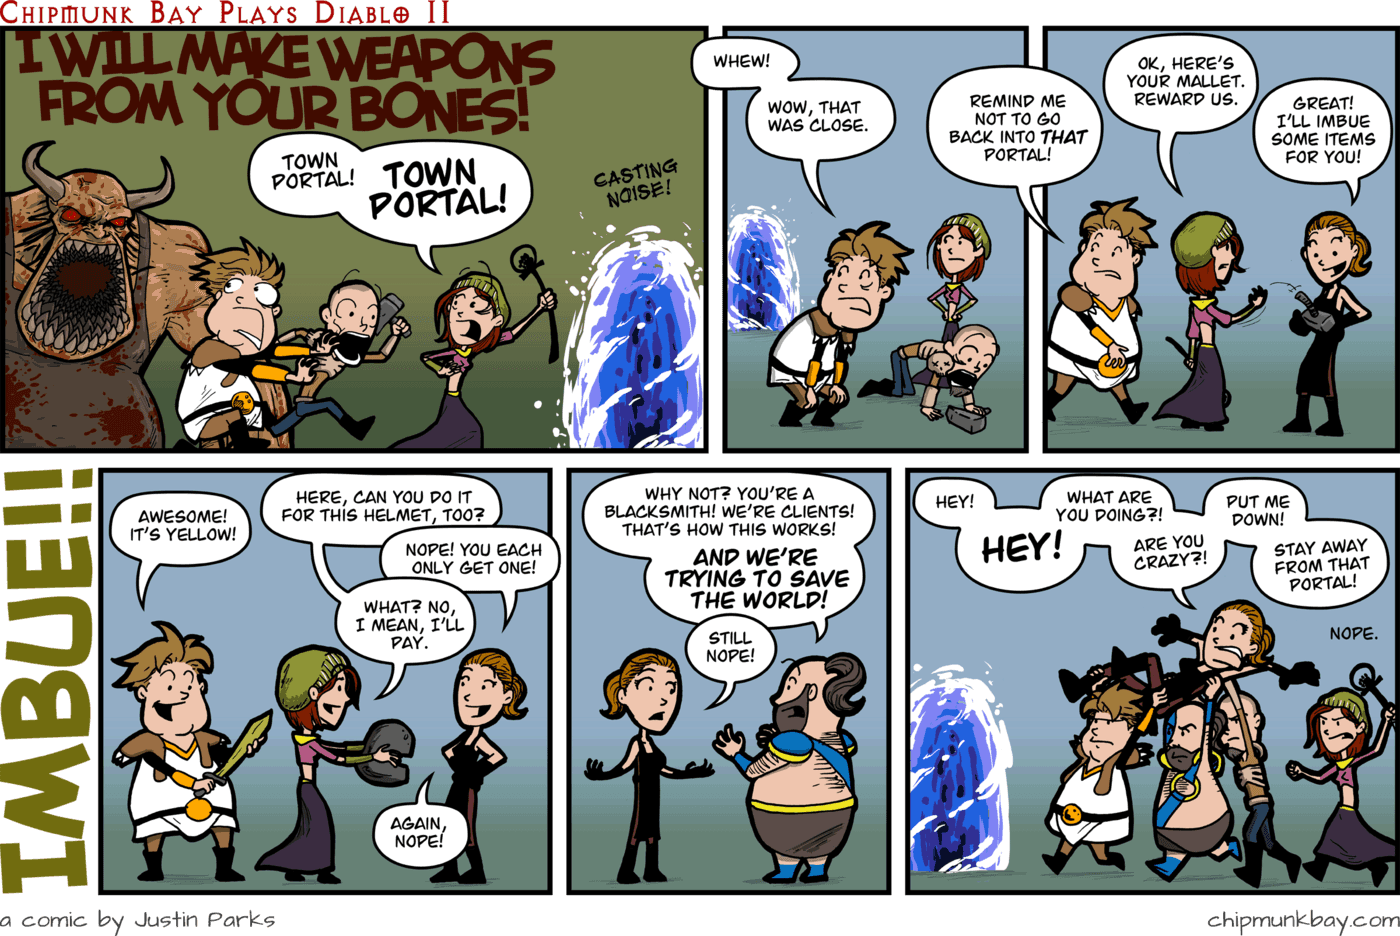 Chipmunk Bay Plays Diablo II
I WILL MAKE WEAPONS
FROM YOUR BONES!
TOWN
PORTAL!
TOWN
PORTAL!
CASTING
NOISE!
WHEW!
WOW, THAT
WAS CLOSE.
REMIND ME
NOT TO GO
BACK INTO THAT
PORTAL!
OK, HERE'S
YOUR MALLET.
REWARD US.
GREAT!
I'LL IMBUE
SOME ITEMS
FOR YOU!
IMBUE!!
AWESOME!
IT'S YELLOW!
HERE, CAN YOU DO IT
FOR THIS HELMET, TOO?
NOPE! YOU EACH
ONLY GET ONE!
WHAT? NO,
I MEAN, I'LL
PAY.
AGAIN,
NOPE!
WHY NOT? YOU'RE A
BLACKSMITH! WE'RE CLIENTS!
THAT'S HOW THIS WORKS!
AND WE'RE
TRYING TO SAVE
THE WORLD!
STILL
NOPE!
HEY!
HEY!
WHAT ARE
YOU DOING?!
ARE YOU
CRAZY?!
PUT ME
DOWN!
STAY AWAY
FROM THAT
PORTAL!
NOPE.
a comic by Justin Parks
chipmunkbay.com